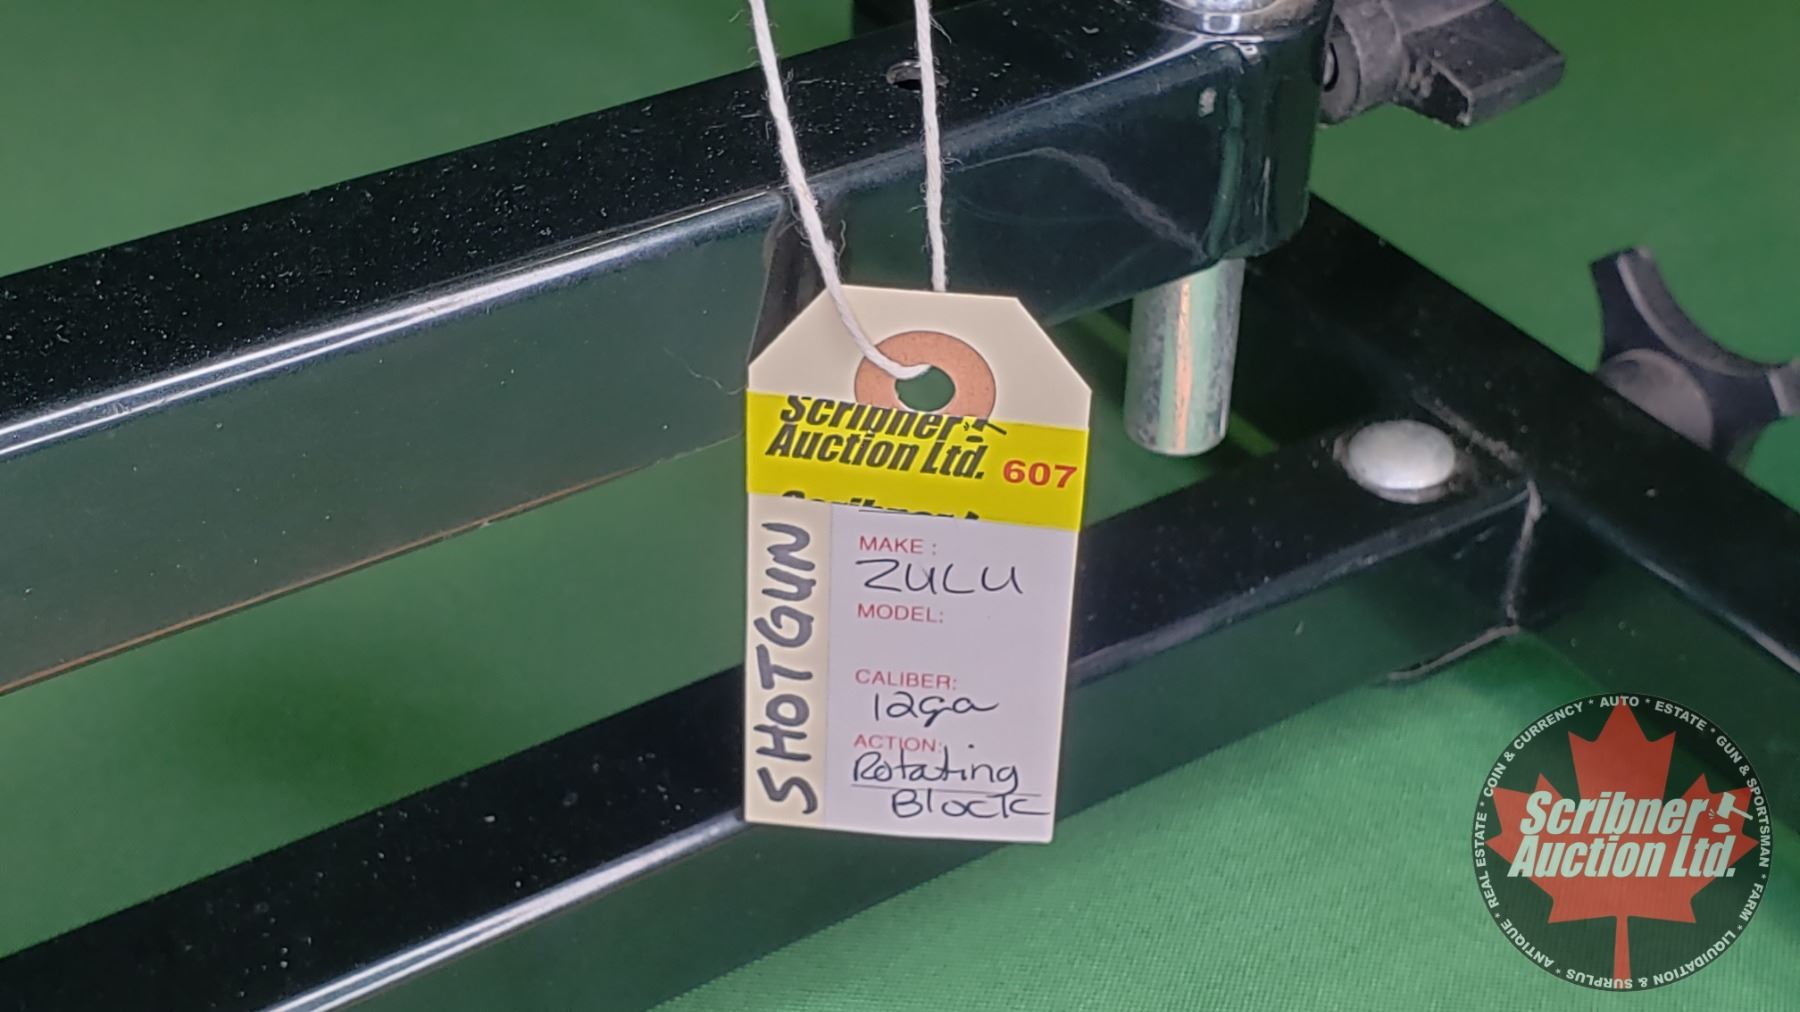 Scribner
Auction Ltd. 607
Scribner
SHOTGUN
MAKE:
ZULU
MODEL:
CALIBER:
12ga
ACTION:
Rotating
Block
COIN & CURRENCY * AUTO * ESTATE * GUN & SPORTSMAN * FARM * LIQUIDATION & SURPLUS * ANTIQUE * REAL ESTATE *
Scribner
Auction Ltd.